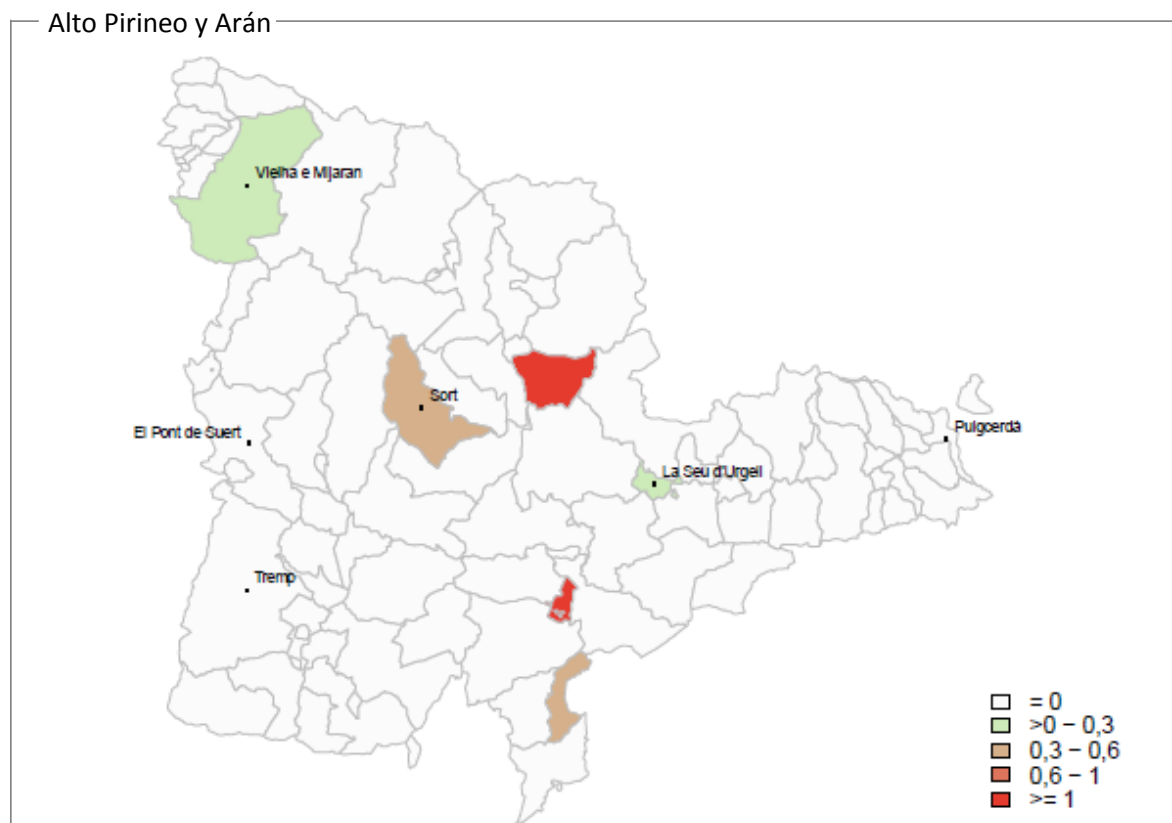 Alto Pirineo y Arán
Vielha e Mijaran
Sort
El Pont de Suert
Puigcerdà
La Seu d'Urgell
Tremp
= 0
>0 − 0,3
0,3 − 0,6
0,6 − 1
>= 1